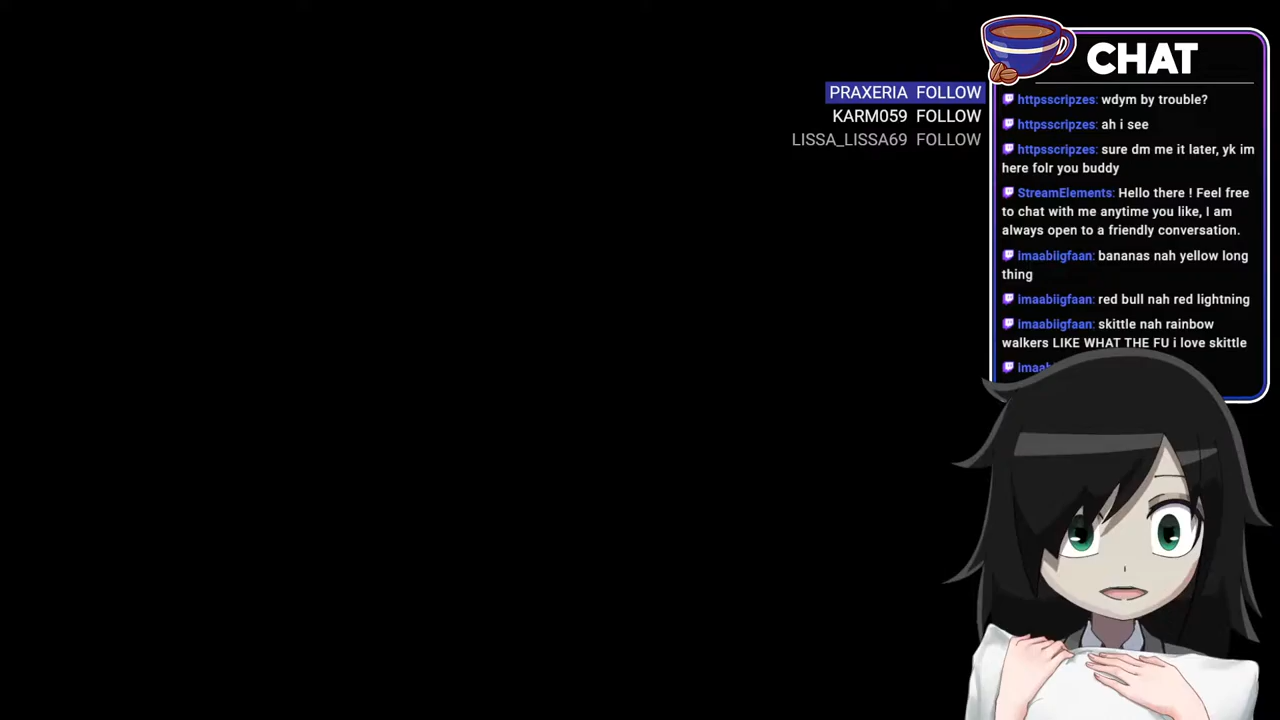 CHAT
PRAXERIA FOLLOW
KARM059 FOLLOW
LISSA_LISSA69 FOLLOW
httpsscripzes: wdym by trouble?
httpsscripzes: ah i see
httpsscripzes: sure dm me it later, yk im
here folr you buddy
StreamElements: Hello there ! Feel free
to chat with me anytime you like, I am
always open to a friendly conversation.
imaabiigfaan: bananas nah yellow long
thing
imaabiigfaan: red bull nah red lightning
imaabiigfaan: skittle nah rainbow
walkers LIKE WHAT THE FU i love skittle